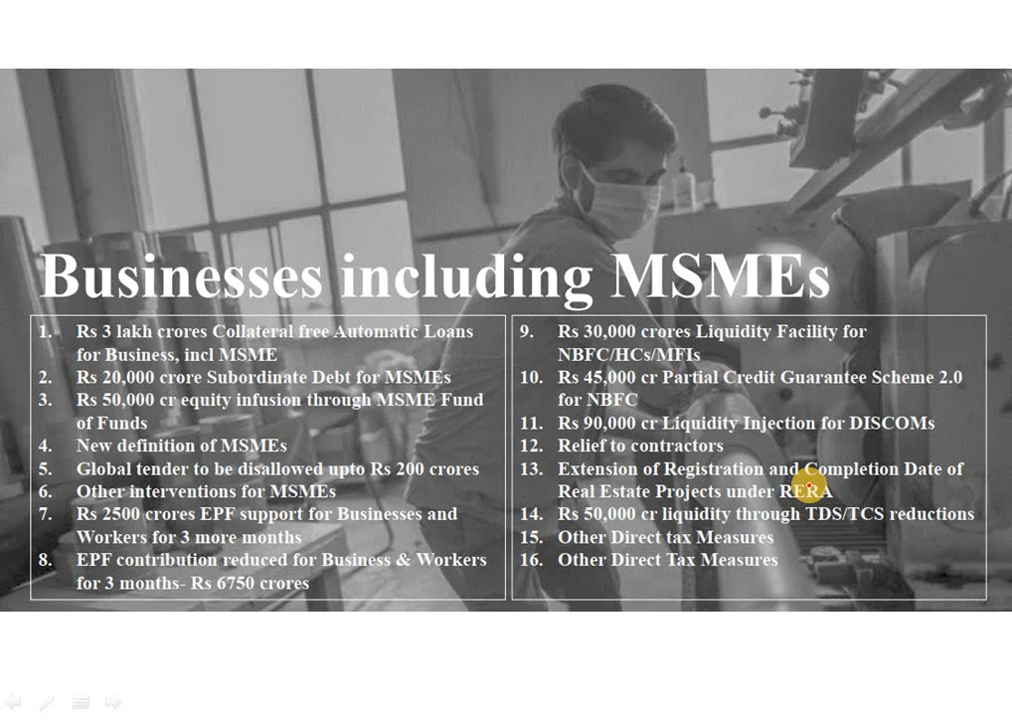 Businesses including MSMEs
1. Rs 3 lakh crores Collateral free Automatic Loans
for Business, incl MSME
2. Rs 20,000 crore Subordinate Debt for MSMEs
3. Rs 50,000 cr equity infusion through MSME Fund
of Funds
4. New definition of MSMEs
5. Global tender to be disallowed upto Rs 200 crores
6. Other interventions for MSMEs
7. Rs 2500 crores EPF support for Businesses and
Workers for 3 more months
8. EPF contribution reduced for Business & Workers
for 3 months- Rs 6750 crores
9. Rs 30,000 crores Liquidity Facility for
NBFC/HCs/MFIs
10. Rs 45,000 cr Partial Credit Guarantee Scheme 2.0
for NBFC
11. Rs 90,000 cr Liquidity Injection for DISCOMs
12. Relief to contractors
13. Extension of Registration and Completion Date of
Real Estate Projects under RERA
14. Rs 50,000 cr liquidity through TDS/TCS reductions
15. Other Direct tax Measures
16. Other Direct Tax Measures